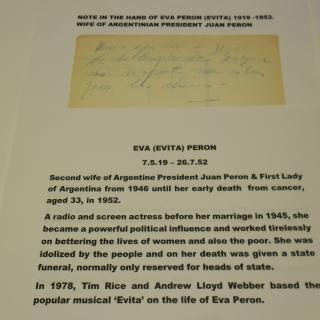 NOTE IN THE HAND OF EVA PERON (EVITA) 1919 -1952.
WIFE OF ARGENTINIAN PRESIDENT JUAN PERON
EVA (EVITA) PERON
7.5.19 – 26.7.52
Second wife of Argentine President Juan Peron & First Lady
of Argentina from 1946 until her early death from cancer,
aged 33, in 1952.
A radio and screen actress before her marriage in 1945, she
became a powerful political influence and worked tirelessly
on bettering the lives of women and also the poor. She was
idolized by the people and on her death was given a state
funeral, normally only reserved for heads of state.
In 1978, Tim Rice and Andrew Lloyd Webber based the
popular musical 'Evita' on the life of Eva Peron.